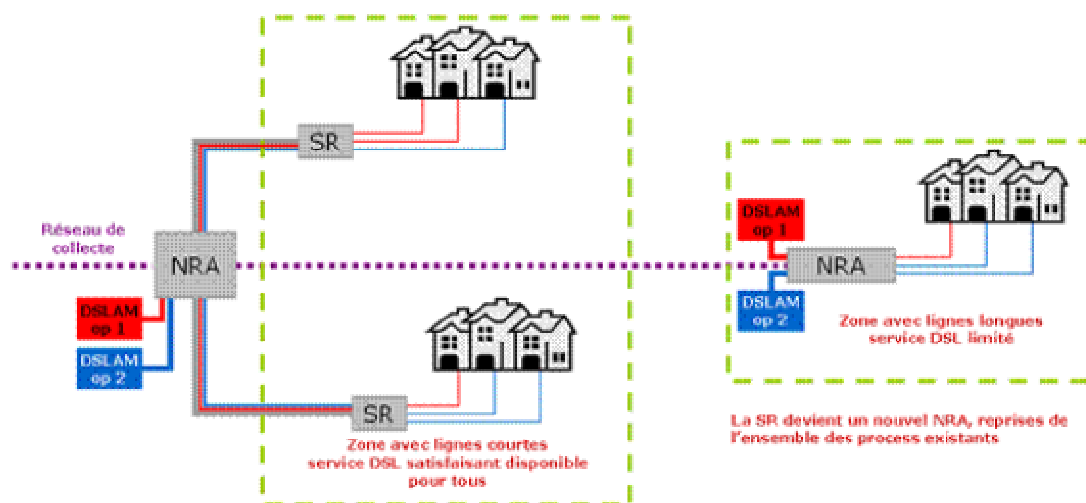 SR
Réseau de
collecte
NRA
DSLAM
op 1
DSLAM
op 2
SR
Zone avec lignes courtes
service DSL satisfaisant disponible
pour tous
DSLAM
op 1
NRA
DSLAM
op 2
Zone avec lignes longues
service DSL limité
La SR devient un nouvel NRA, reprises de
l'ensemble des process existants